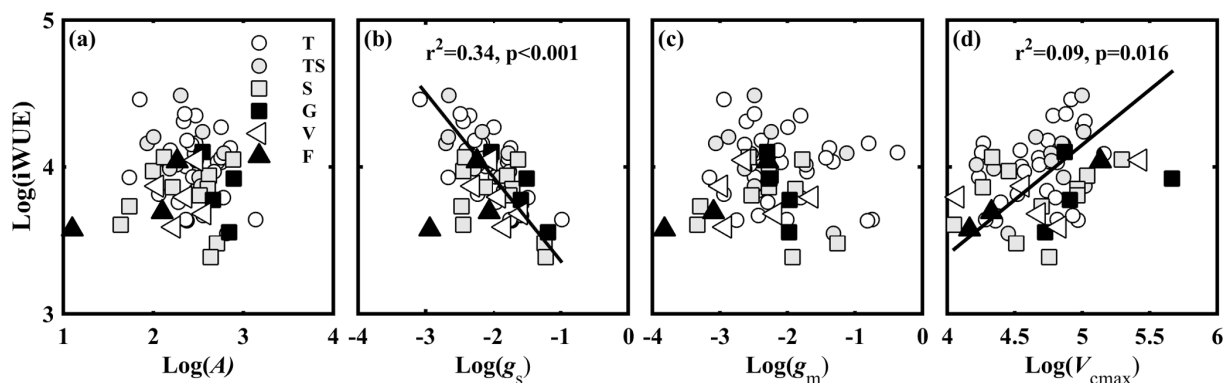 5
4
3
Log(iWUE)
(a)
T
TS
S
G
V
F
1
2
3
4
Log(A)
(b)
r²=0.34, p<0.001
-4
-3
-2
-1
0
Log(gₛ)
(c)
-4
-3
-2
-1
0
Log(gₘ)
(d)
r²=0.09, p=0.016
4
4.5
5
5.5
6
Log(V_cmax)